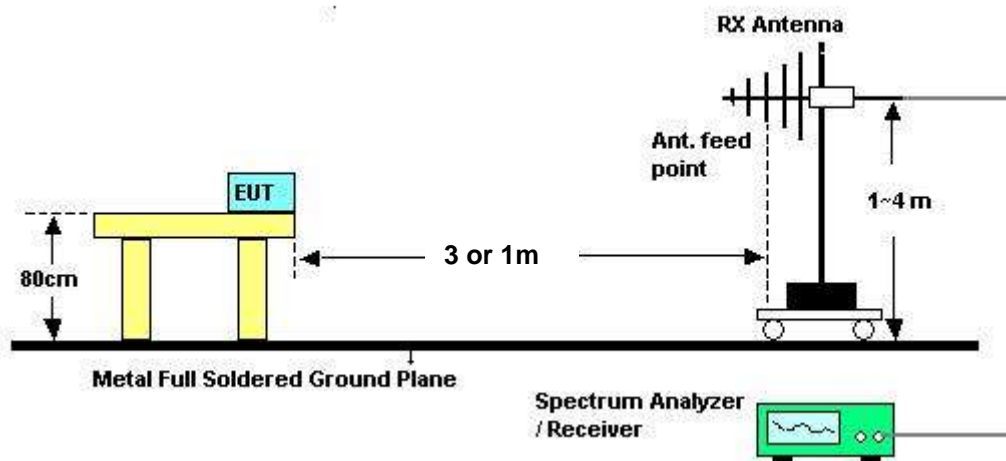 RX Antenna
Ant. feed
point
EUT
1~4 m
3 or 1m
80cm
Metal Full Soldered Ground Plane
Spectrum Analyzer
/ Receiver